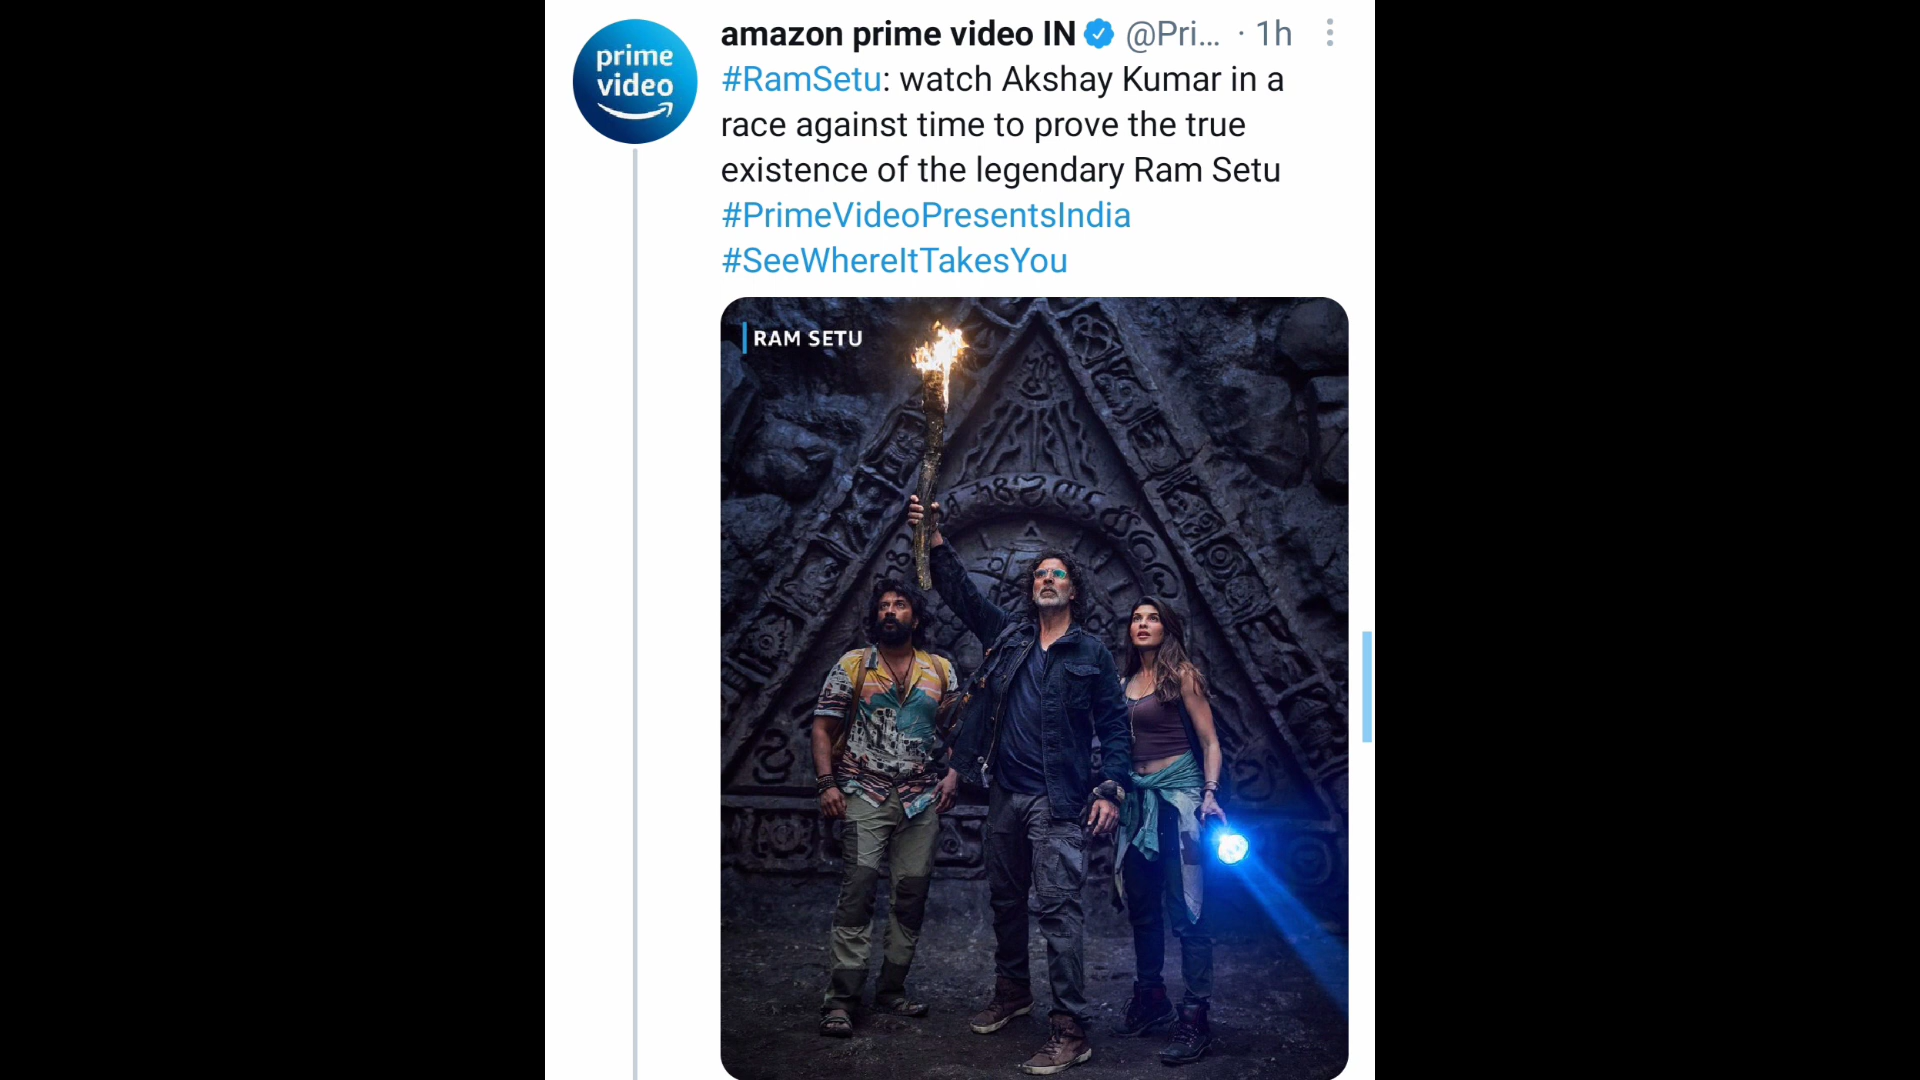 prime
video
amazon prime video IN @Pri... · 1h
#RamSetu: watch Akshay Kumar in a
race against time to prove the true
existence of the legendary Ram Setu
#PrimeVideoPresentsIndia
#SeeWhereItTakesYou
RAM SETU